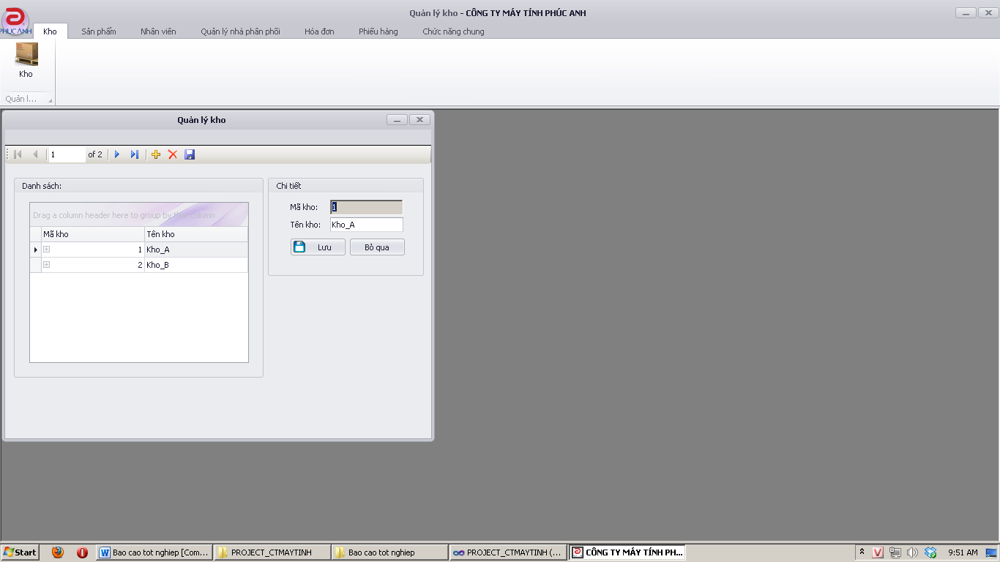 Quản lý kho - CÔNG TY MÁY TÍNH PHÚC ANH
PHUCANH
Kho Sản phẩm Nhân viên Quản lý nhà phân phối Hóa đơn Phiếu hàng Chức năng chung
Kho
Quản l...
Quản lý kho
1 of 2
Danh sách:
Drag a column header here to group by that column
Mã kho Tên kho
1 Kho_A
2 Kho_B
Chi tiết
Mã kho: 1
Tên kho: Kho_A
Lưu Bỏ qua
Start Bao cao tot nghiep [Com... PROJECT_CTMAYTINH Bao cao tot nghiep PROJECT_CTMAYTINH (... CÔNG TY MÁY TÍNH PH... 9:51 AM